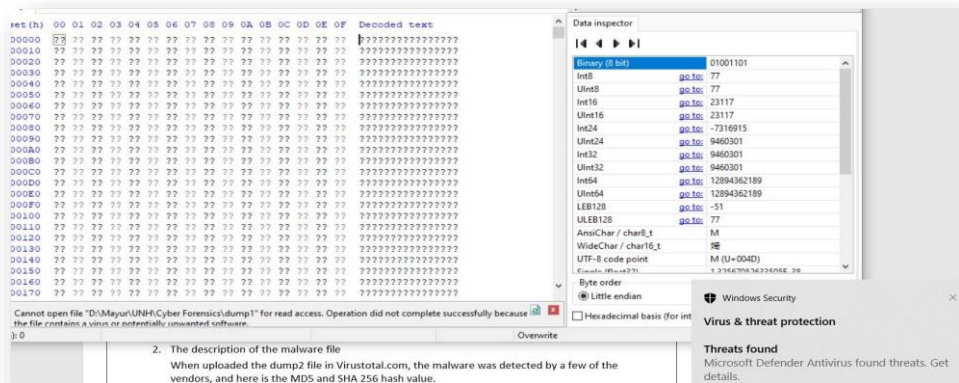 set (h) 00 01 02 03 04 05 06 07 08 09 0A 0B 0C 0D 0E 0F Decoded text
00000 ?? ?? ?? ?? ?? ?? ?? ?? ?? ?? ?? ?? ?? ?? ?? ?? ????????????????
00010 ?? ?? ?? ?? ?? ?? ?? ?? ?? ?? ?? ?? ?? ?? ?? ?? ????????????????
00020 ?? ?? ?? ?? ?? ?? ?? ?? ?? ?? ?? ?? ?? ?? ?? ?? ????????????????
00030 ?? ?? ?? ?? ?? ?? ?? ?? ?? ?? ?? ?? ?? ?? ?? ?? ????????????????
00040 ?? ?? ?? ?? ?? ?? ?? ?? ?? ?? ?? ?? ?? ?? ?? ?? ????????????????
00050 ?? ?? ?? ?? ?? ?? ?? ?? ?? ?? ?? ?? ?? ?? ?? ?? ????????????????
00060 ?? ?? ?? ?? ?? ?? ?? ?? ?? ?? ?? ?? ?? ?? ?? ?? ????????????????
00070 ?? ?? ?? ?? ?? ?? ?? ?? ?? ?? ?? ?? ?? ?? ?? ?? ????????????????
00080 ?? ?? ?? ?? ?? ?? ?? ?? ?? ?? ?? ?? ?? ?? ?? ?? ????????????????
00090 ?? ?? ?? ?? ?? ?? ?? ?? ?? ?? ?? ?? ?? ?? ?? ?? ????????????????
000A0 ?? ?? ?? ?? ?? ?? ?? ?? ?? ?? ?? ?? ?? ?? ?? ?? ????????????????
000B0 ?? ?? ?? ?? ?? ?? ?? ?? ?? ?? ?? ?? ?? ?? ?? ?? ????????????????
000C0 ?? ?? ?? ?? ?? ?? ?? ?? ?? ?? ?? ?? ?? ?? ?? ?? ????????????????
000D0 ?? ?? ?? ?? ?? ?? ?? ?? ?? ?? ?? ?? ?? ?? ?? ?? ????????????????
000E0 ?? ?? ?? ?? ?? ?? ?? ?? ?? ?? ?? ?? ?? ?? ?? ?? ????????????????
000F0 ?? ?? ?? ?? ?? ?? ?? ?? ?? ?? ?? ?? ?? ?? ?? ?? ????????????????
00100 ?? ?? ?? ?? ?? ?? ?? ?? ?? ?? ?? ?? ?? ?? ?? ?? ????????????????
00110 ?? ?? ?? ?? ?? ?? ?? ?? ?? ?? ?? ?? ?? ?? ?? ?? ????????????????
00120 ?? ?? ?? ?? ?? ?? ?? ?? ?? ?? ?? ?? ?? ?? ?? ?? ????????????????
00130 ?? ?? ?? ?? ?? ?? ?? ?? ?? ?? ?? ?? ?? ?? ?? ?? ????????????????
00140 ?? ?? ?? ?? ?? ?? ?? ?? ?? ?? ?? ?? ?? ?? ?? ?? ????????????????
00150 ?? ?? ?? ?? ?? ?? ?? ?? ?? ?? ?? ?? ?? ?? ?? ?? ????????????????
00160 ?? ?? ?? ?? ?? ?? ?? ?? ?? ?? ?? ?? ?? ?? ?? ?? ????????????????
00170 ?? ?? ?? ?? ?? ?? ?? ?? ?? ?? ?? ?? ?? ?? ?? ?? ????????????????
Cannot open file "D:\Mayur\UNH\Cyber Forensics\dump1" for read access. Operation did not complete successfully because
the file contains a virus or potentially unwanted software.
): 0 Overwrite
Data inspector
Binary (8 bit) 01001101
Int8 go to: 77
UInt8 go to: 77
Int16 go to: 23117
UInt16 go to: 23117
Int24 go to: -7316915
UInt24 go to: 9460301
Int32 go to: 9460301
UInt32 go to: 9460301
Int64 go to: 12894362189
UInt64 go to: 12894362189
LEB128 go to: -51
ULEB128 go to: 77
AnsiChar / char8_t M
WideChar / char16_t
UTF-8 code point M (U+004D)
Single (float32)
Byte order
Little endian
Hexadecimal basis (for int
Windows Security
Virus & threat protection
Threats found
Microsoft Defender Antivirus found threats. Get
details.
2. The description of the malware file
When uploaded the dump2 file in Virustotal.com, the malware was detected by a few of the
vendors, and here is the MD5 and SHA 256 hash value.